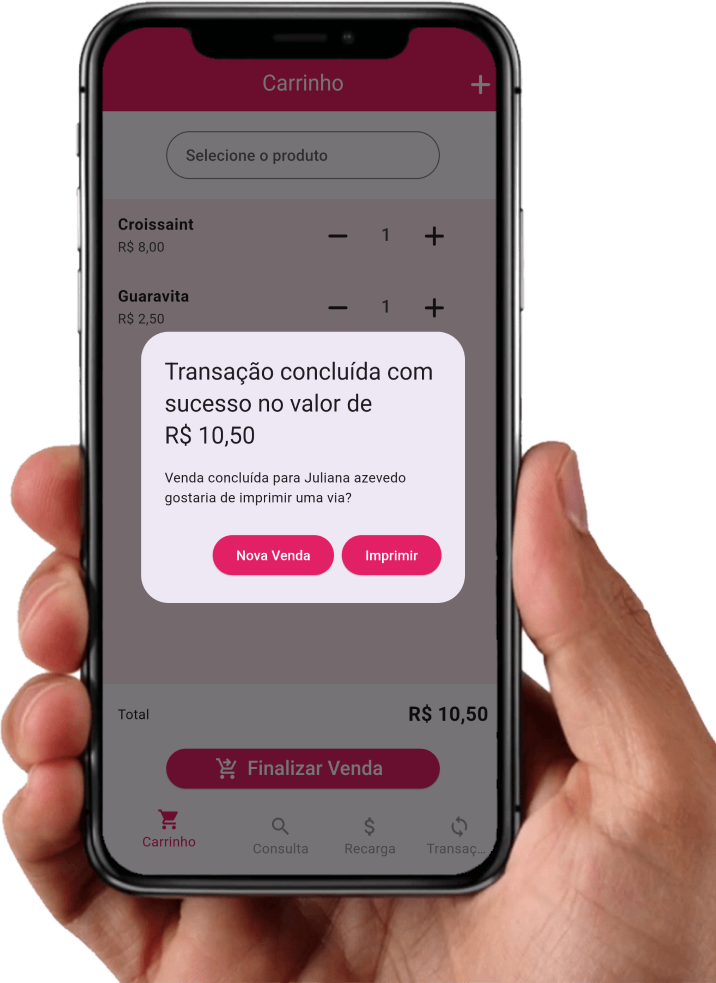 Carrinho
Selecione o produto
Croissaint
1
R$ 8,00
Guaravita
1
R$ 2,50
Transação concluída com
sucesso no valor de
R$ 10,50
Venda concluída para Juliana azevedo
gostaria de imprimir uma via?
Nova Venda
Imprimir
Total
R$ 10,50
Finalizar Venda
Carrinho
Consulta
Recarga
Transaç...